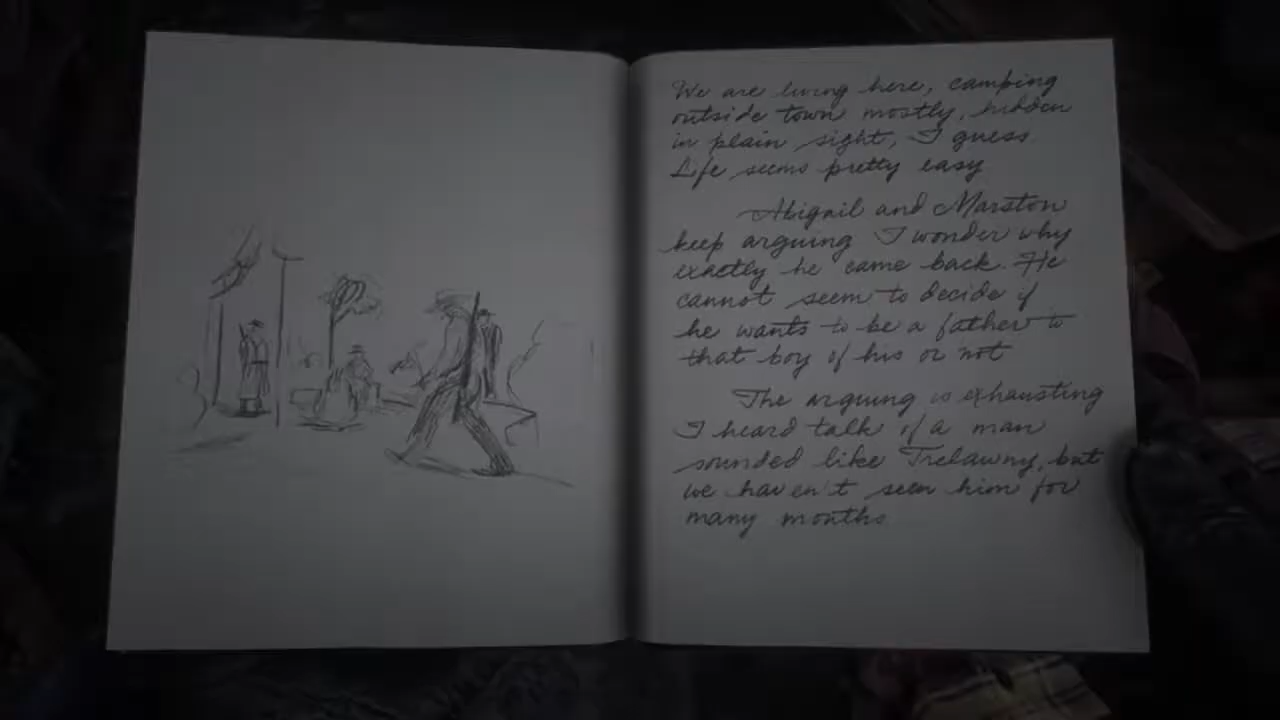 We are living here, camping
outside town mostly, hidden
in plain sight, I guess.
Life seems pretty easy
Abigail and Marston
keep arguing I wonder why
exactly he came back. He
cannot seem to decide if
he wants to be a father to
that boy of his or not
The arguing is exhausting
I heard talk of a man
sounded like Trelawny, but
we haven't seen him for
many months